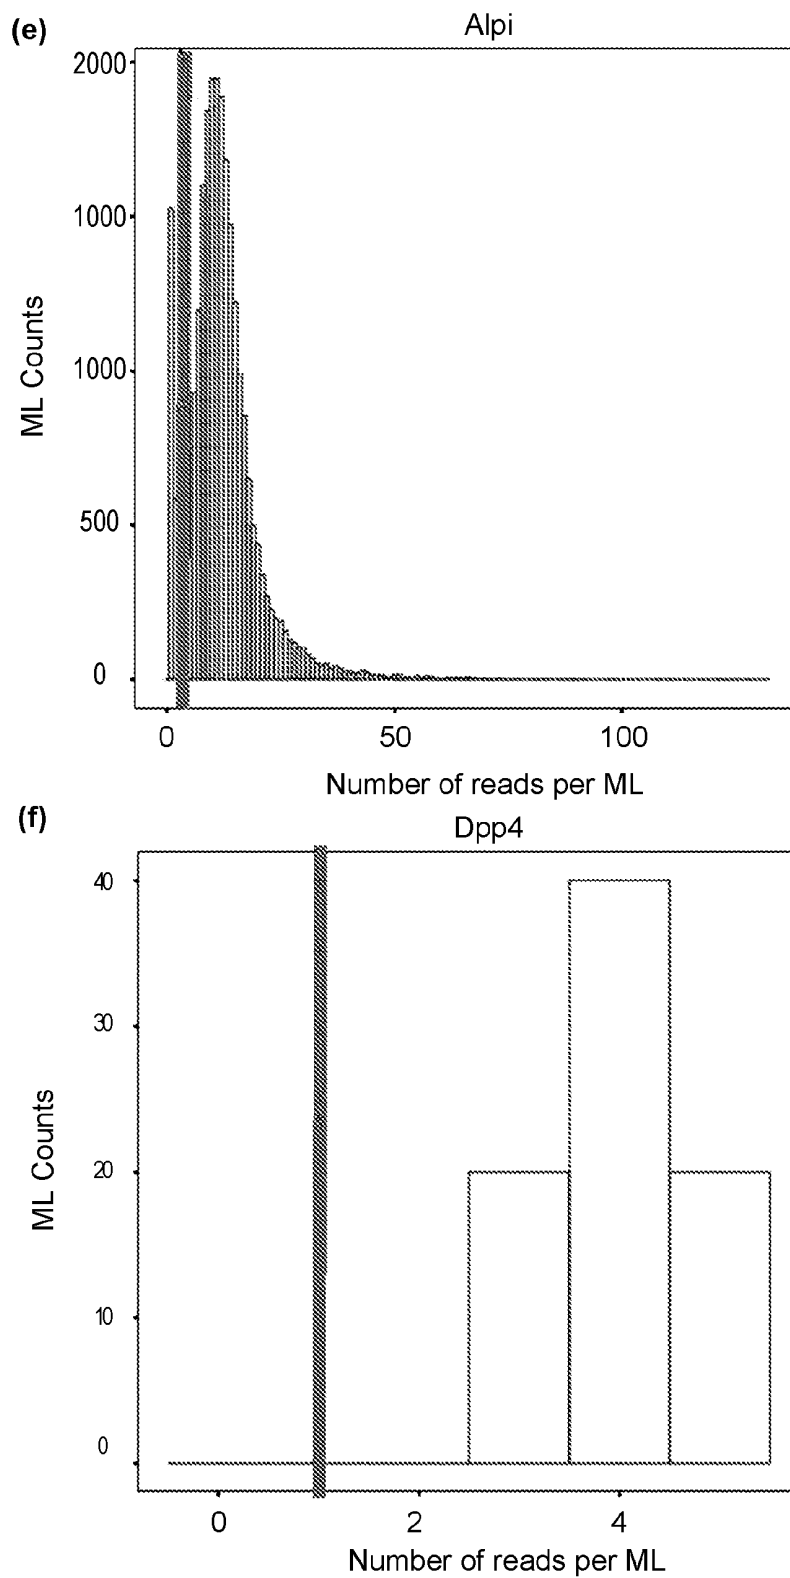 (e)
Alpi
2000
1000
1000
500
0
ML Counts
0 50 100
Number of reads per ML
(f)
Dpp4
40
30
20
10
0
ML Counts
0 2 4
Number of reads per ML